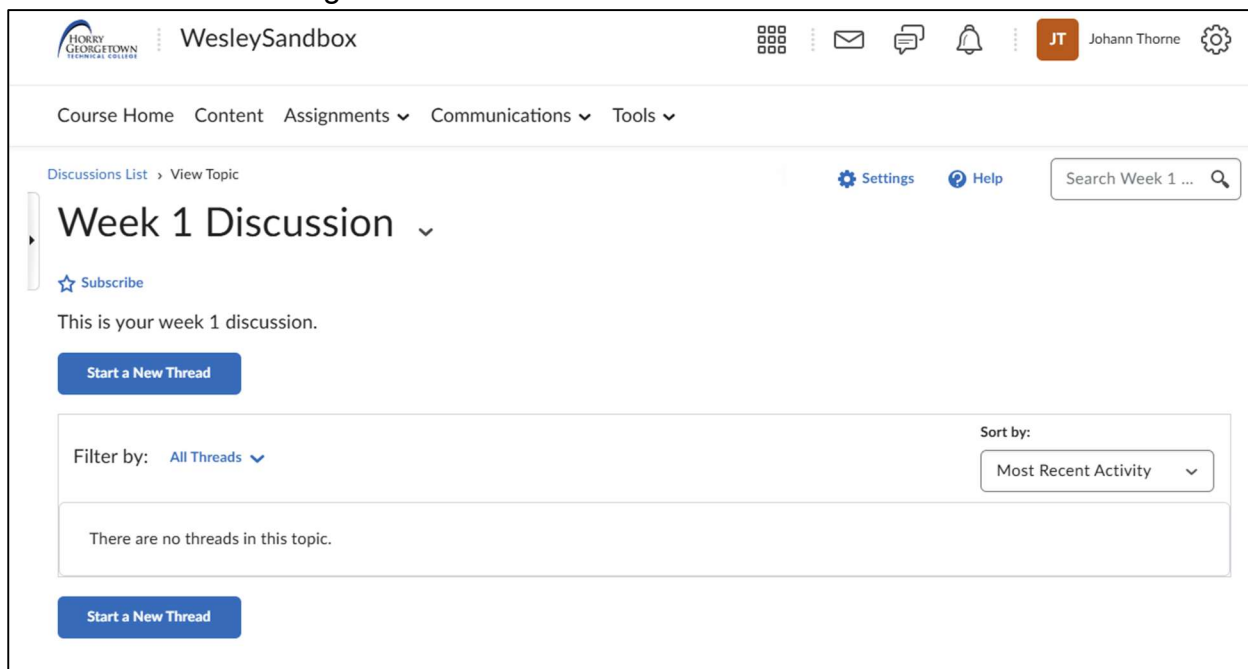 HORRY
GEORGETOWN
TECHNICAL COLLEGE
WesleySandbox
JT
Johann Thorne
Course Home Content Assignments Communications Tools
Discussions List › View Topic
Settings
Help
Search Week 1 ...
Week 1 Discussion
Subscribe
This is your week 1 discussion.
Start a New Thread
Sort by:
Filter by: All Threads
Most Recent Activity
There are no threads in this topic.
Start a New Thread